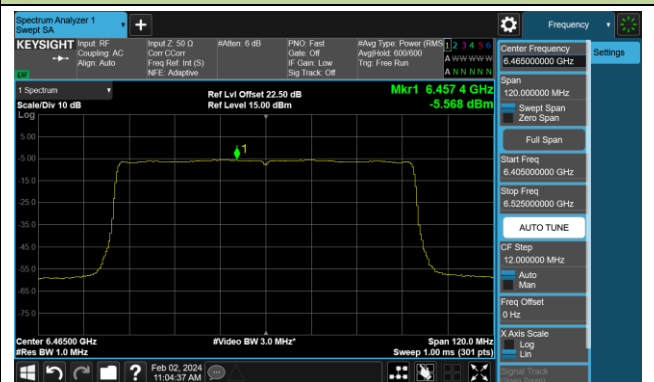 Spectrum Analyzer 1
Swept SA
Frequency
KEYSIGHT
Input: RF
Coupling: AC
Align: Auto
Input Z: 50 Ω
Corr CCorr
Freq Ref: Int (S)
NFE: Adaptive
#Atten: 6 dB
PNO: Fast
Gate: Off
IF Gain: Low
Sig Track: Off
#Avg Type: Power (RMS
Avg|Hold: 600/600
Trig: Free Run
1 2 3 4 5 6
A W W W W W
A N N N N N
Center Frequency
6.465000000 GHz
Settings
Span
120.000000 MHz
Swept Span
Zero Span
Full Span
Start Freq
6.405000000 GHz
Stop Freq
6.525000000 GHz
AUTO TUNE
CF Step
12.000000 MHz
Auto
Man
Freq Offset
0 Hz
X Axis Scale
Log
Lin
Signal Track
1 Spectrum
Scale/Div 10 dB
Log
Ref Lvl Offset 22.50 dB
Ref Level 15.00 dBm
Mkr1 6.457 4 GHz
-5.568 dBm
1
5.00
-5.00
-15.0
-25.0
-35.0
-45.0
-55.0
-65.0
-75.0
Center 6.46500 GHz
#Res BW 1.0 MHz
#Video BW 3.0 MHz*
Span 120.0 MHz
Sweep 1.00 ms (301 pts)
Feb 02, 2024
11:04:37 AM